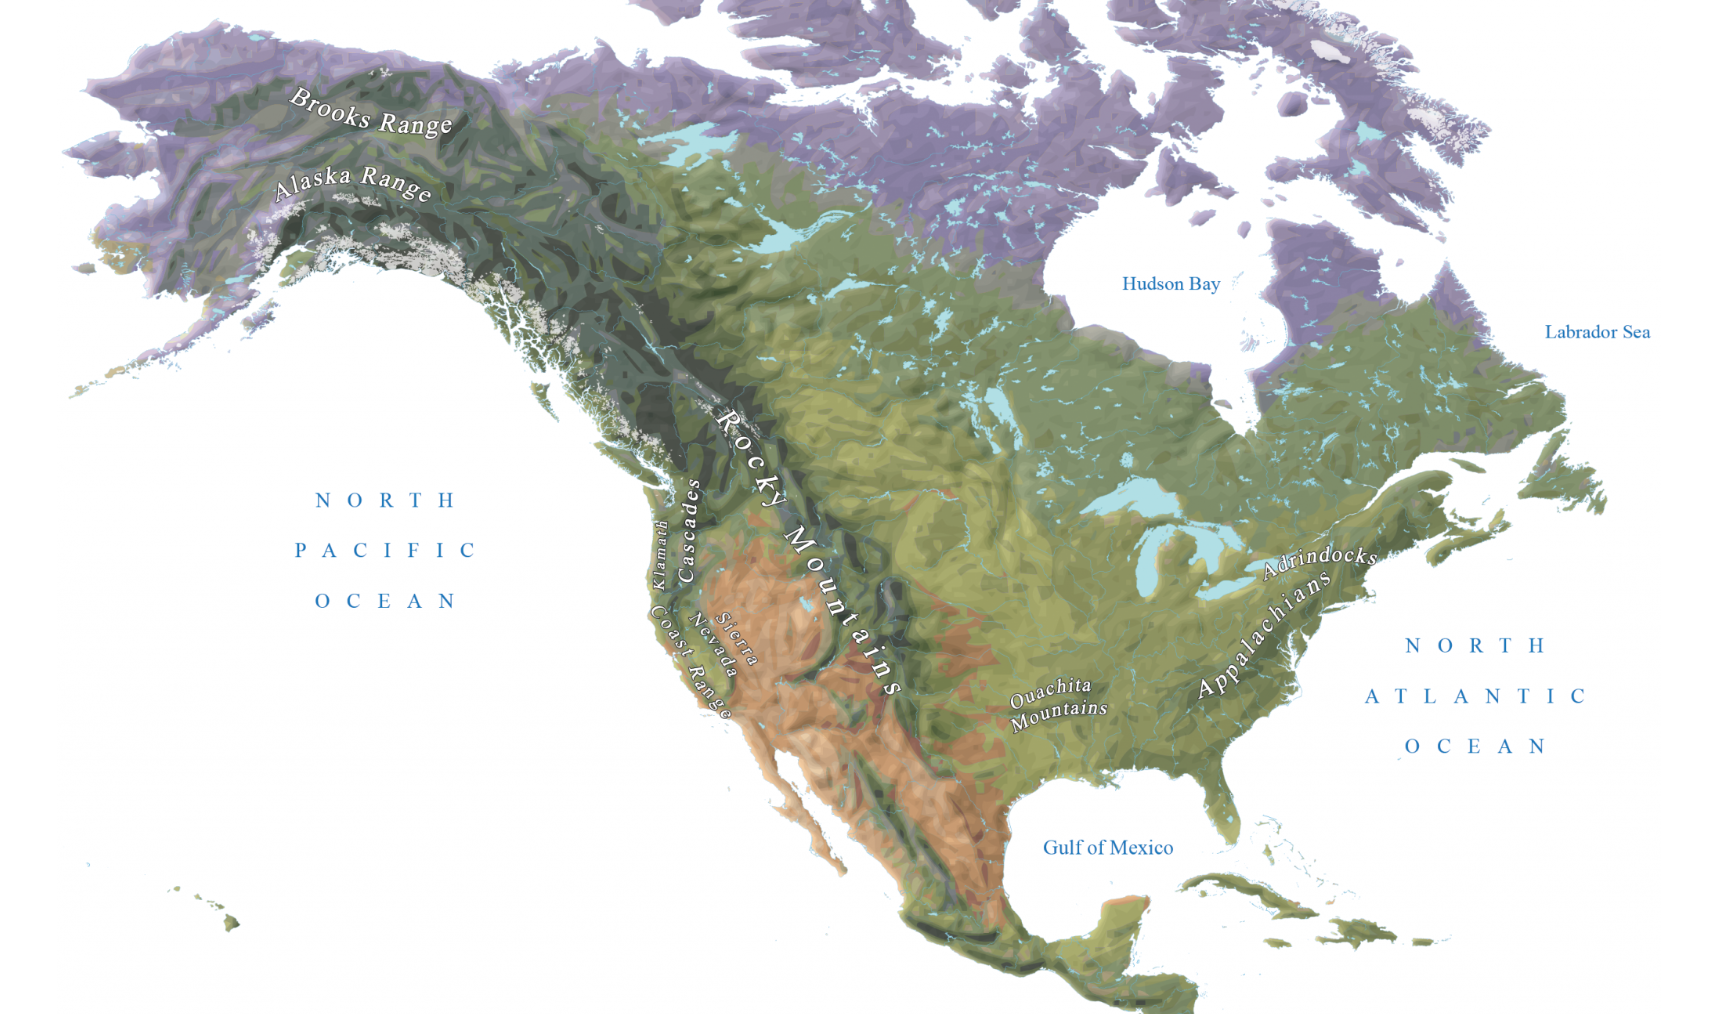 Brooks Range
Alaska Range
Hudson Bay
Labrador Sea
Rocky Mountains
NORTH
PACIFIC
OCEAN
Cascades
Klamath
Adrindocks
Appalachians
Sierra
Nevada
Coast Range
Ouachita
Mountains
NORTH
ATLANTIC
OCEAN
Gulf of Mexico